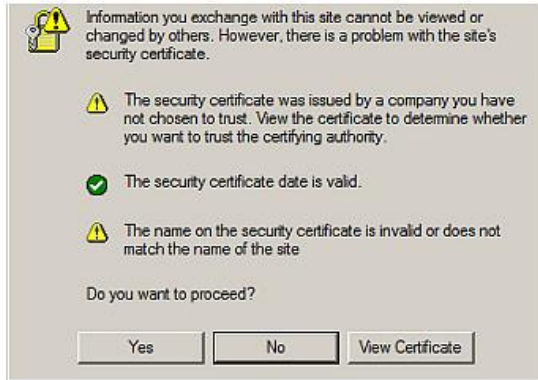 Information you exchange with this site cannot be viewed or
changed by others. However, there is a problem with the site's
security certificate.
The security certificate was issued by a company you have
not chosen to trust. View the certificate to determine whether
you want to trust the certifying authority.
The security certificate date is valid.
The name on the security certificate is invalid or does not
match the name of the site
Do you want to proceed?
Yes No View Certificate